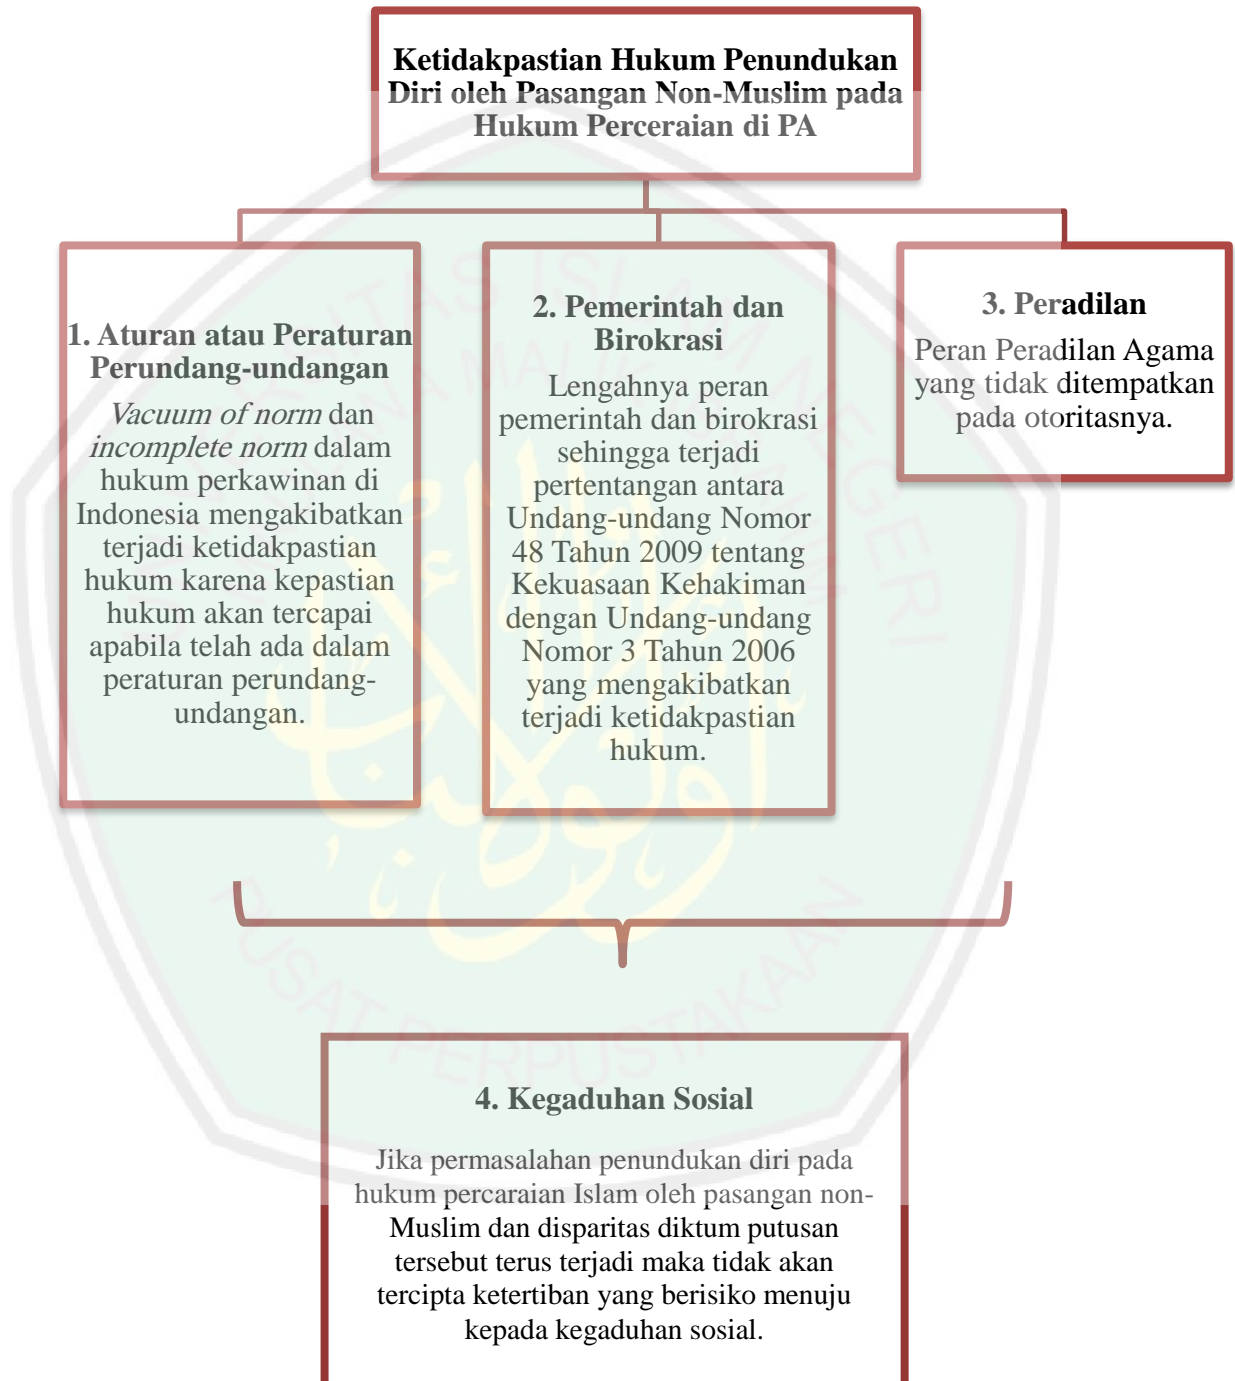 Ketidakpastian Hukum Penundukan
Diri oleh Pasangan Non-Muslim pada
Hukum Perceraian di PA
1. Aturan atau Peraturan
Perundang-undangan
Vacuum of norm dan
incomplete norm dalam
hukum perkawinan di
Indonesia mengakibatkan
terjadi ketidakpastian
hukum karena kepastian
hukum akan tercapai
apabila telah ada dalam
peraturan perundang-
undangan.
2. Pemerintah dan
Birokrasi
Lengahnya peran
pemerintah dan birokrasi
sehingga terjadi
pertentangan antara
Undang-undang Nomor
48 Tahun 2009 tentang
Kekuasaan Kehakiman
dengan Undang-undang
Nomor 3 Tahun 2006
yang mengakibatkan
terjadi ketidakpastian
hukum.
3. Peradilan
Peran Peradilan Agama
yang tidak ditempatkan
pada otoritasnya.
4. Kegaduhan Sosial
Jika permasalahan penundukan diri pada
hukum percaraian Islam oleh pasangan non-
Muslim dan disparitas diktum putusan
tersebut terus terjadi maka tidak akan
tercipta ketertiban yang berisiko menuju
kepada kegaduhan sosial.
PUSAT PERPUSTAKAAN